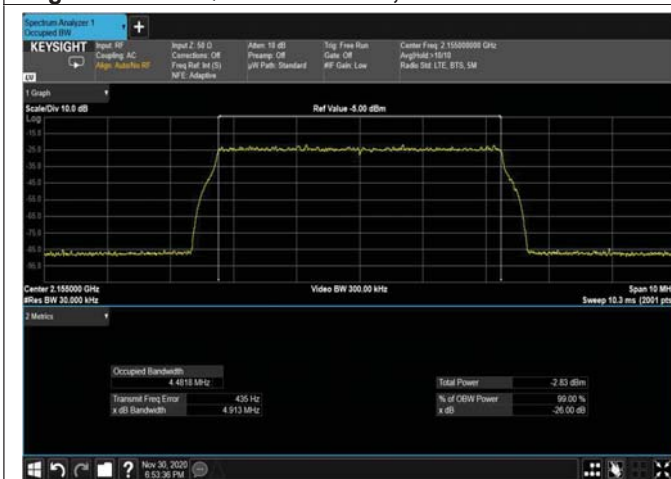 Spectrum Analyzer 1
Occupied BW
+
KEYSIGHT
Input: RF
Coupling: AC
Align: Auto/No RF
Input Z: 50 Ω
Corrections: Off
Freq Ref: Int (S)
NFE: Adaptive
Atten: 10 dB
Preamp: Off
µW Path: Standard
Trig: Free Run
Gate: Off
#IF Gain: Low
Center Freq: 2.155000000 GHz
Avg|Hold:>10/10
Radio Std: LTE, BTS, 5M
1 Graph
Scale/Div 10.0 dB
Ref Value -5.00 dBm
Log
-15.0
-25.0
-35.0
-45.0
-55.0
-65.0
-75.0
-85.0
-95.0
Center 2.155000 GHz
Video BW 300.00 kHz
Span 10 MH
#Res BW 30.000 kHz
Sweep 10.3 ms (2001 pts
2 Metrics
Occupied Bandwidth
4.4818 MHz
Total Power -2.83 dBm
Transmit Freq Error 435 Hz
% of OBW Power 99.00 %
x dB Bandwidth 4.913 MHz
x dB -26.00 dB
? Nov 30, 2020
6:53:36 PM